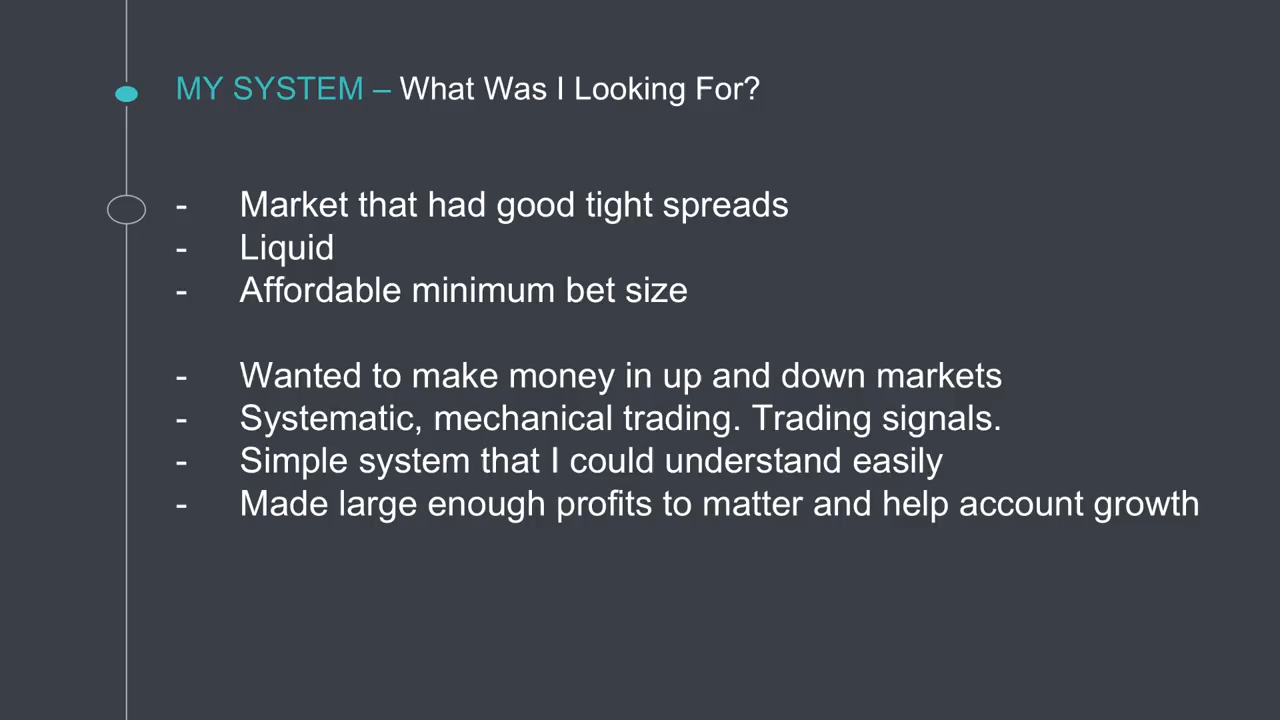 MY SYSTEM – What Was I Looking For?
- Market that had good tight spreads
- Liquid
- Affordable minimum bet size
- Wanted to make money in up and down markets
- Systematic, mechanical trading. Trading signals.
- Simple system that I could understand easily
- Made large enough profits to matter and help account growth